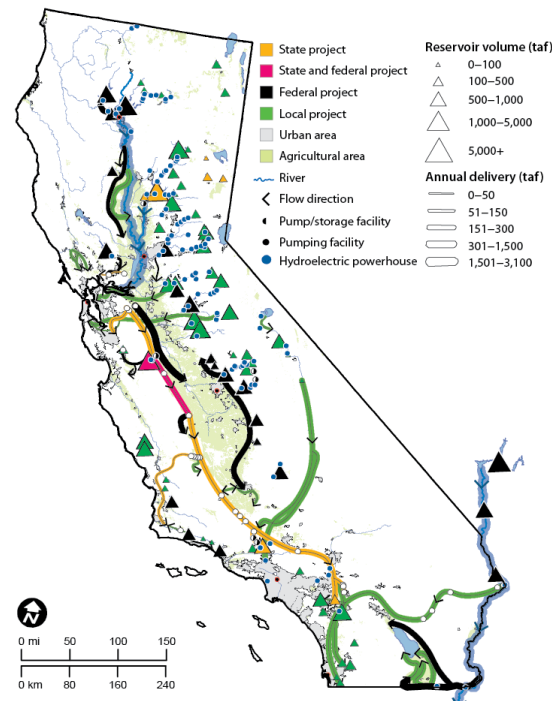 State project
State and federal project
Federal project
Local project
Urban area
Agricultural area
River
Flow direction
Pump/storage facility
Pumping facility
Hydroelectric powerhouse
Reservoir volume (taf)
0–100
100–500
500–1,000
1,000–5,000
5,000+
Annual delivery (taf)
0–50
51–150
151–300
301–1,500
1,501–3,100
N
0 mi 50 100 150
0 km 80 160 240